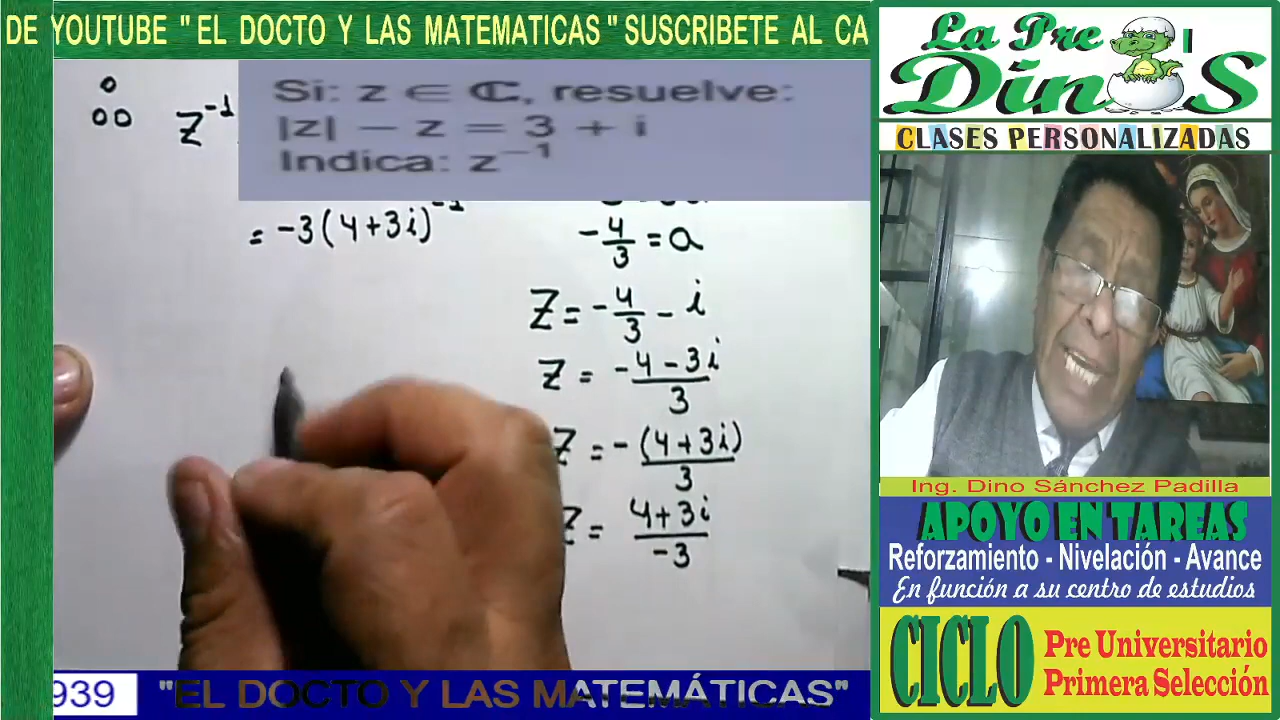 DE YOUTUBE " EL DOCTO Y LAS MATEMATICAS " SUSCRIBETE AL CA
Si: z ∈ ℂ, resuelve:
|z| − z = 3 + i
Indica: z⁻¹
Z⁻¹
= -3(4+3i)⁻¹
-4/3 = a
Z = -4/3 - i
Z = (-4-3i)/3
Z = -(4+3i)/3
Z = (4+3i)/-3
939 "EL DOCTO Y LAS MATEMÁTICAS"
La Pre
DinoS
CLASES PERSONALIZADAS
Ing. Dino Sánchez Padilla
APOYO EN TAREAS
Reforzamiento - Nivelación - Avance
En función a su centro de estudios
CICLO Pre Universitario
Primera Selección